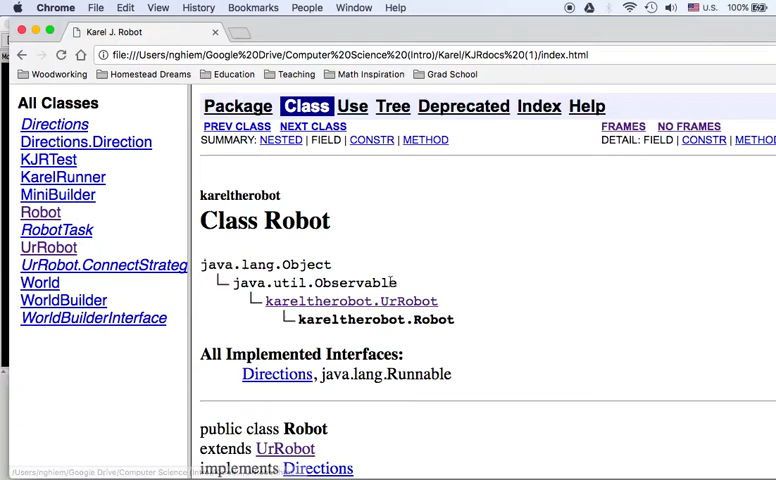 Chrome File Edit View History Bookmarks People Window Help U.S. 100%
Karel J. Robot
file:///Users/nghiem/Google%20Drive/Computer%20Science%20(Intro)/Karel/KJRdocs%20(1)/index.html
Woodworking Homestead Dreams Education Teaching Math Inspiration Grad School
All Classes
Directions
Directions.Direction
KJRTest
KarelRunner
MiniBuilder
Robot
RobotTask
UrRobot
UrRobot.ConnectStrateg
World
WorldBuilder
WorldBuilderInterface
Package Class Use Tree Deprecated Index Help
PREV CLASS NEXT CLASS FRAMES NO FRAMES
SUMMARY: NESTED | FIELD | CONSTR | METHOD DETAIL: FIELD | CONSTR | METHOD
kareltherobot
Class Robot
java.lang.Object
java.util.Observable
kareltherobot.UrRobot
kareltherobot.Robot
All Implemented Interfaces:
Directions, java.lang.Runnable
public class Robot
extends UrRobot
implements Directions